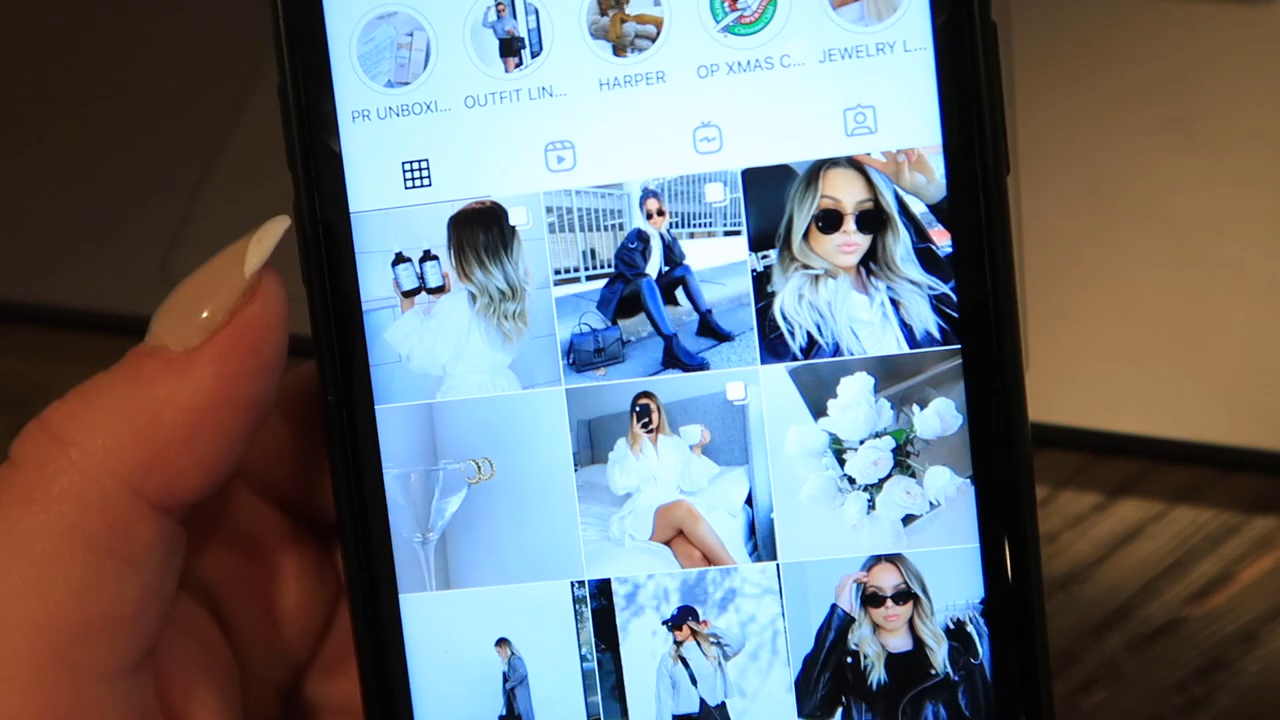 PR UNBOXI...
OUTFIT LIN...
HARPER
OP XMAS C...
JEWELRY L...